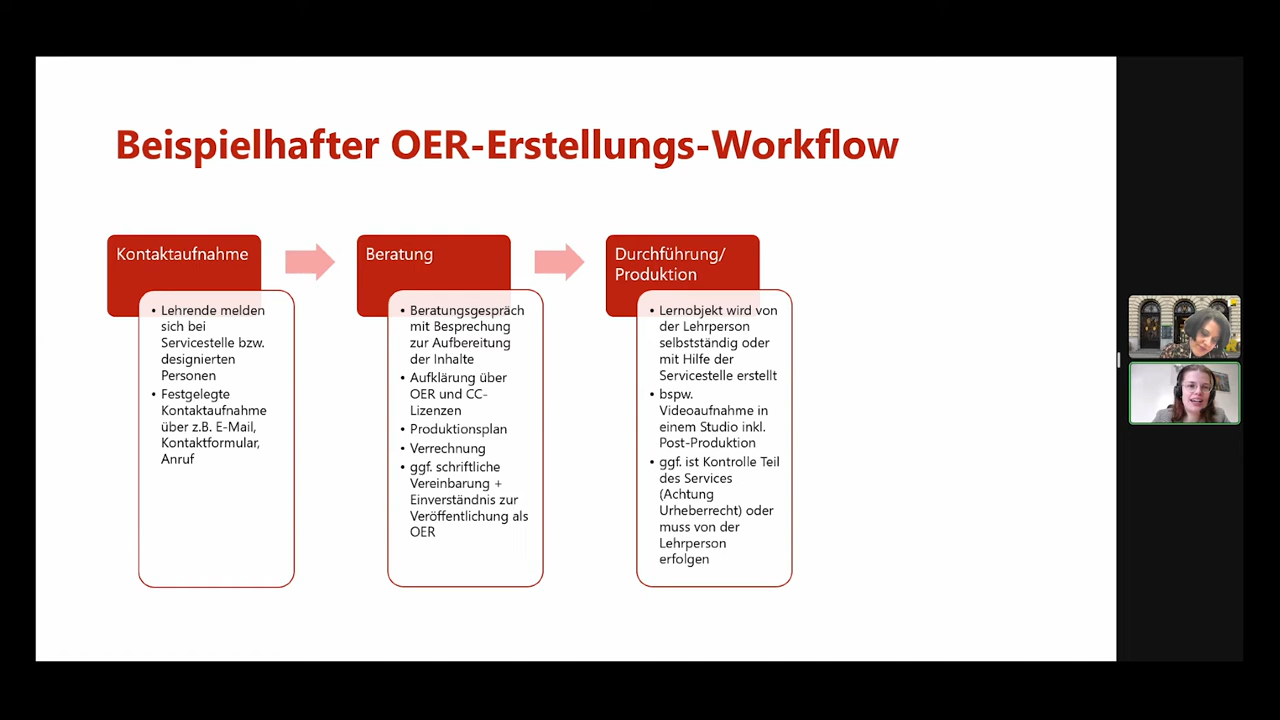 Beispielhafter OER-Erstellungs-Workflow
Kontaktaufnahme
• Lehrende melden
sich bei
Servicestelle bzw.
designierten
Personen
• Festgelegte
Kontaktaufnahme
über z.B. E-Mail,
Kontaktformular,
Anruf
Beratung
• Beratungsgespräch
mit Besprechung
zur Aufbereitung
der Inhalte
• Aufklärung über
OER und CC-
Lizenzen
• Produktionsplan
• Verrechnung
• ggf. schriftliche
Vereinbarung +
Einverständnis zur
Veröffentlichung als
OER
Durchführung/
Produktion
• Lernobjekt wird von
der Lehrperson
selbstständig oder
mit Hilfe der
Servicestelle erstellt
• bspw.
Videoaufnahme in
einem Studio inkl.
Post-Produktion
• ggf. ist Kontrolle Teil
des Services
(Achtung
Urheberrecht) oder
muss von der
Lehrperson
erfolgen